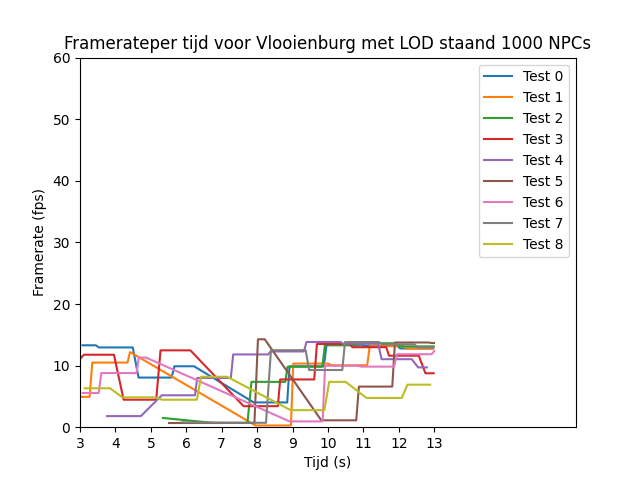 Framerateper tijd voor Vlooienburg met LOD staand 1000 NPCs
60
50
40
30
20
10
0
Framerate (fps)
3 4 5 6 7 8 9 10 11 12 13
Tijd (s)
Test 0
Test 1
Test 2
Test 3
Test 4
Test 5
Test 6
Test 7
Test 8